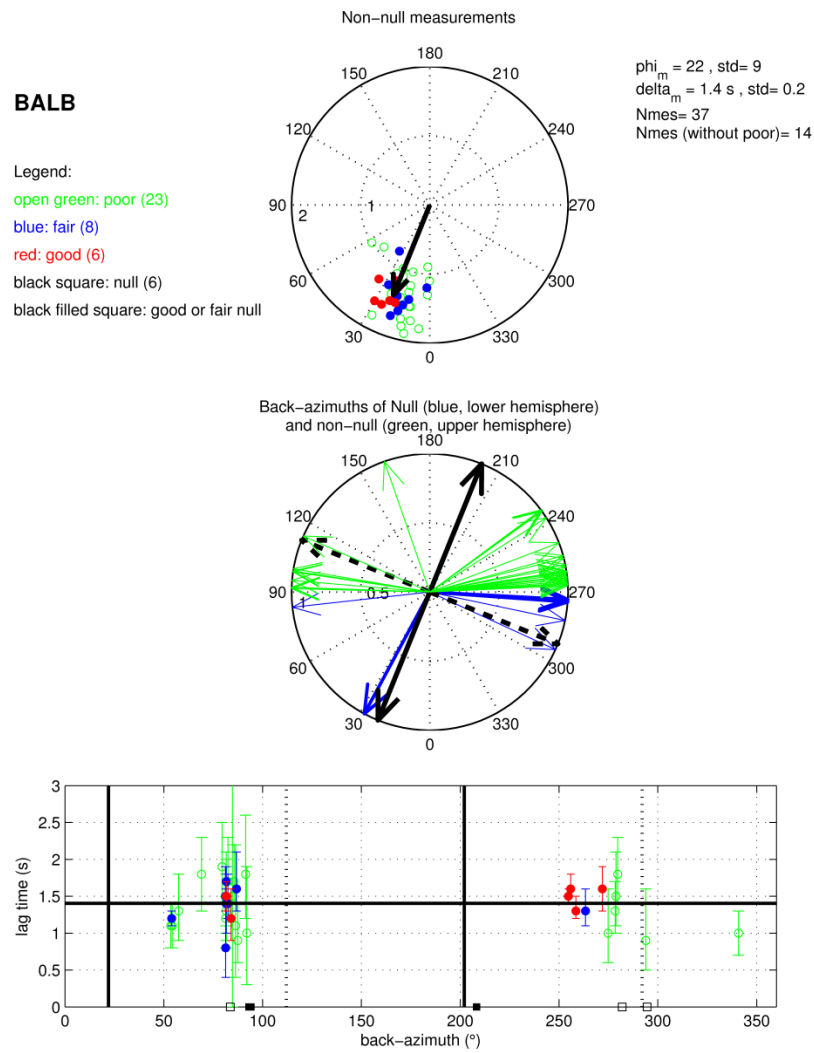 Non−null measurements
phi_m = 22 , std= 9
delta_m = 1.4 s , std= 0.2
Nmes= 37
Nmes (without poor)= 14
BALB
Legend:
open green: poor (23)
blue: fair (8)
red: good (6)
black square: null (6)
black filled square: good or fair null
180
150
210
120
240
90
270
2
1
60
300
30
330
0
Back−azimuths of Null (blue, lower hemisphere)
and non−null (green, upper hemisphere)
180
150
210
120
240
90
270
1
0.5
60
300
30
330
0
lag time (s)
3
2.5
2
1.5
1
0.5
0
0
50
100
150
200
250
300
350
back−azimuth (°)